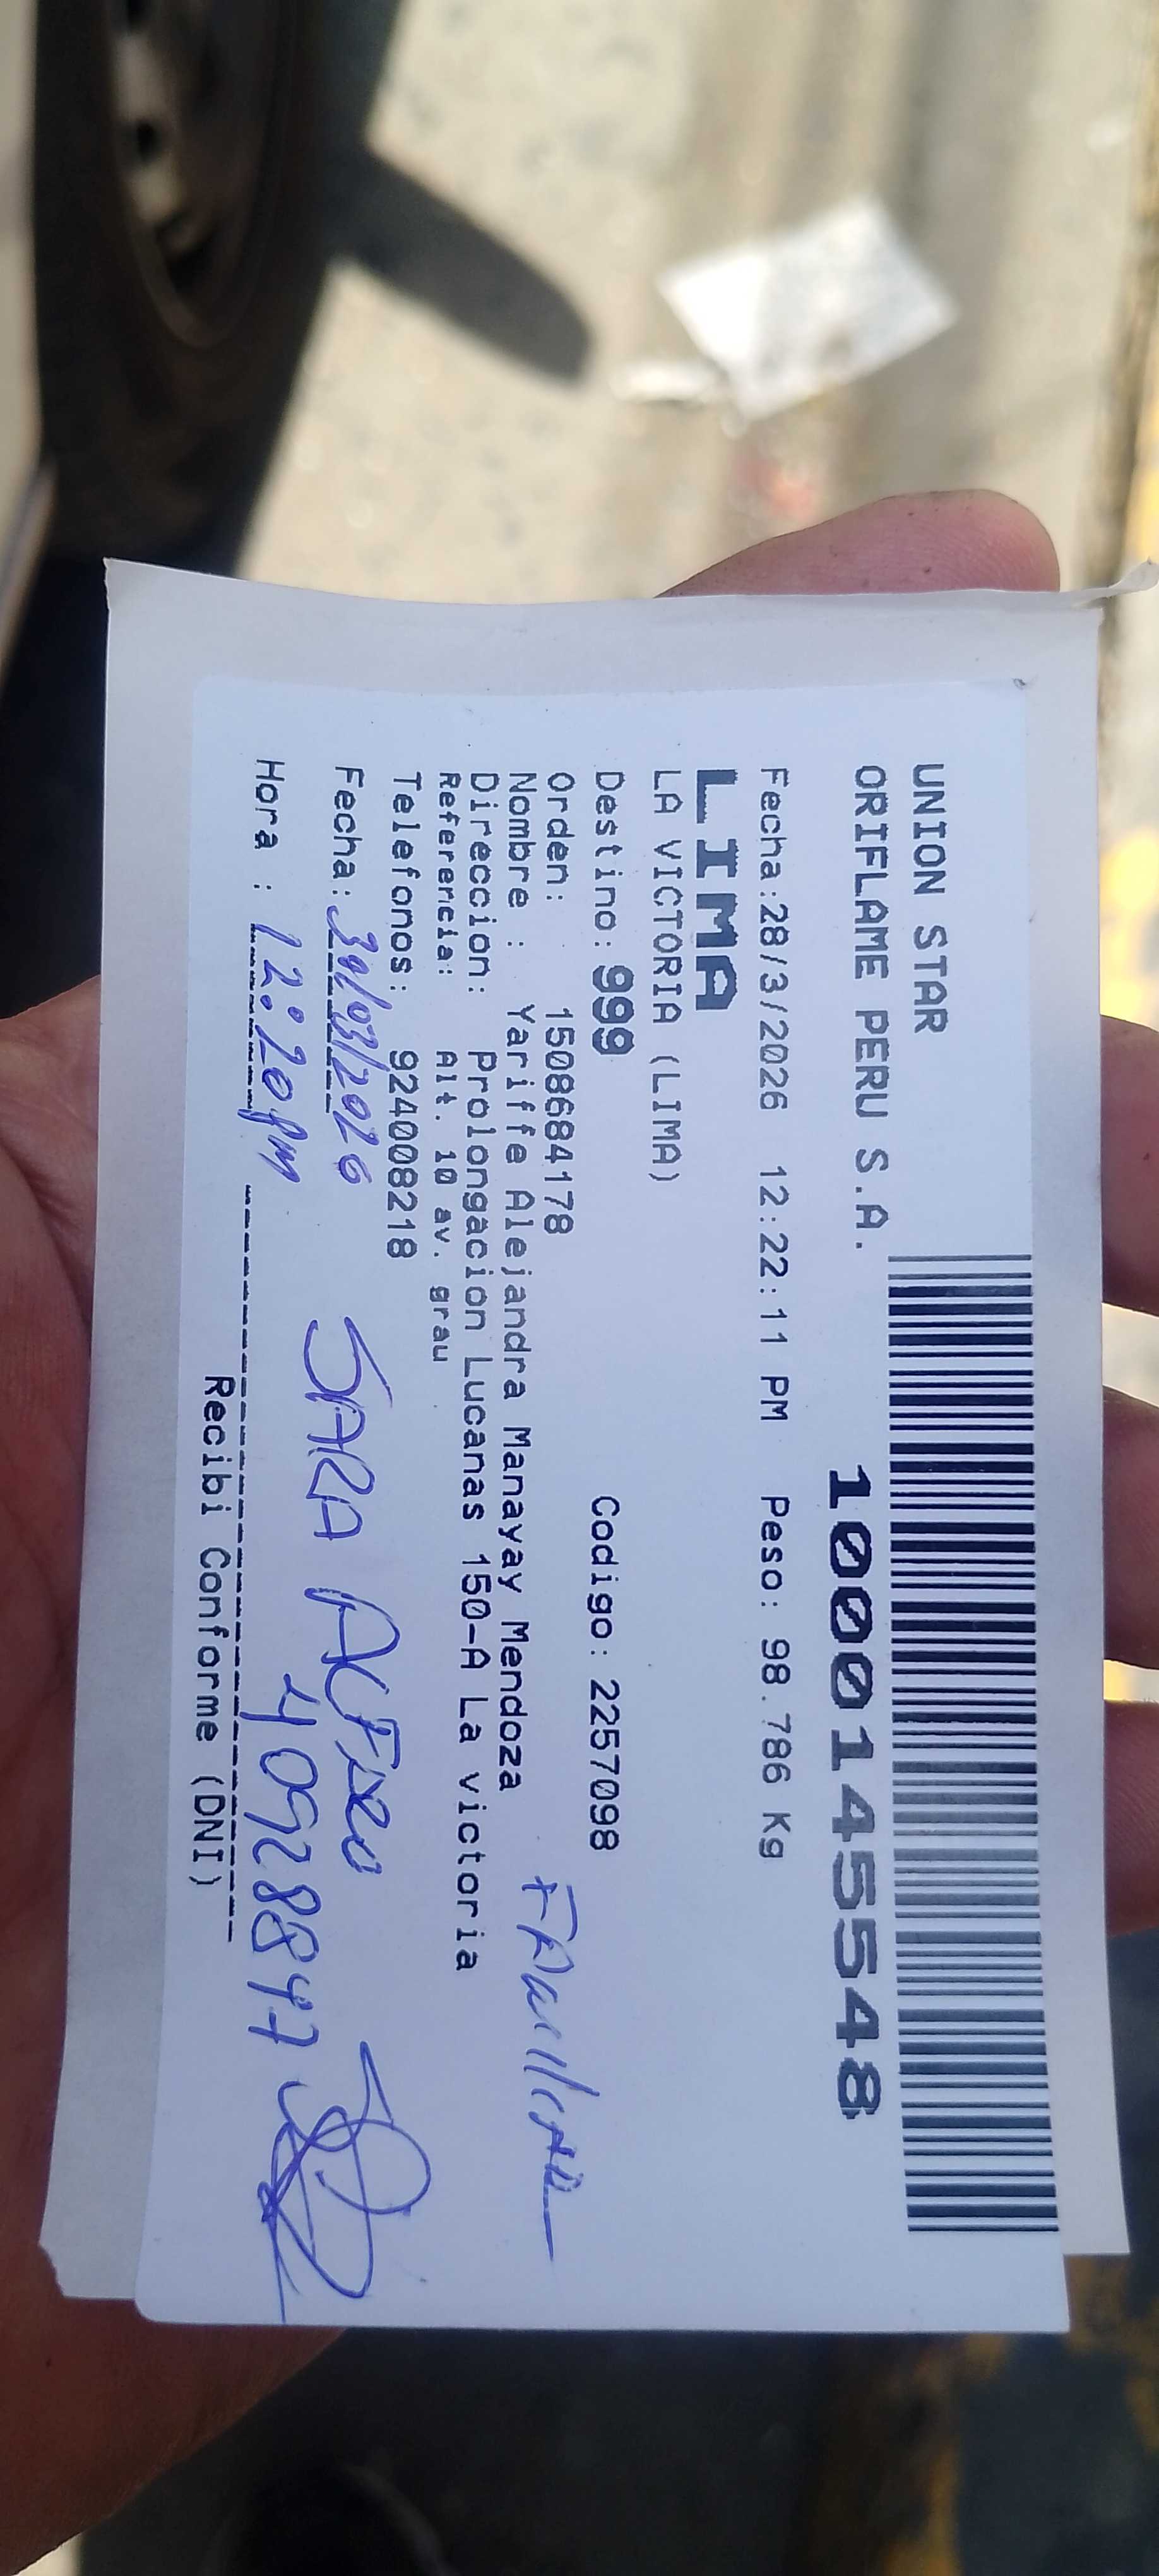 UNION STAR
ORIFLAME PERU S.A.
10001455548
Fecha:28/3/2026 12:22:11 PM Peso: 98.786 Kg
LIMA
LA VICTORIA (LIMA)
Destino: 999 Codigo: 2257098
Orden: 1508684178
Nombre : Yariffe Alejandra Manayay Mendoza
Direccion: Prolongacion Lucanas 150-A La victoria
Referencia: Alt. 10 av. grau
Telefonos: 924008218
Fecha: 30/03/2026 SARA
Hora : 12:20 pm 40928847
Recibi Conforme (DNI)